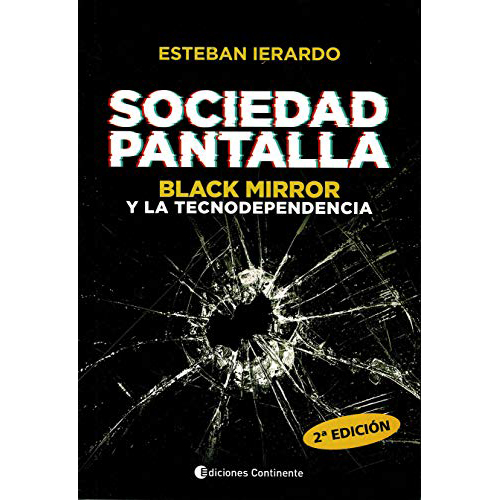 ESTEBAN IERARDO
SOCIEDAD
PANTALLA
BLACK MIRROR
Y LA TECNODEPENDENCIA
2ª EDICIÓN
Ediciones Continente